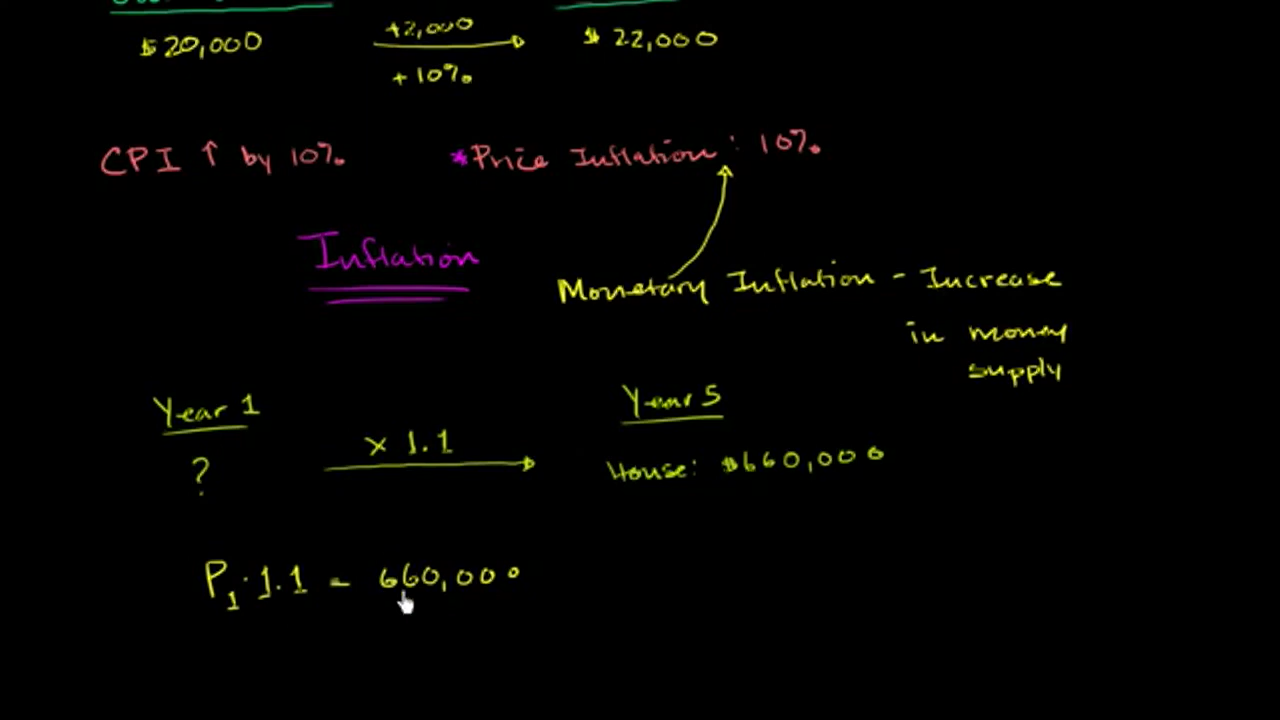 $20,000 +2,000 $ 22,000
+10%
CPI ↑ by 10% *Price Inflation: 10%
Inflation
Monetary Inflation - Increase
in money
supply
Year 1 Year 5
? x 1.1 House: $660,000
P1 · 1.1 = 660,000